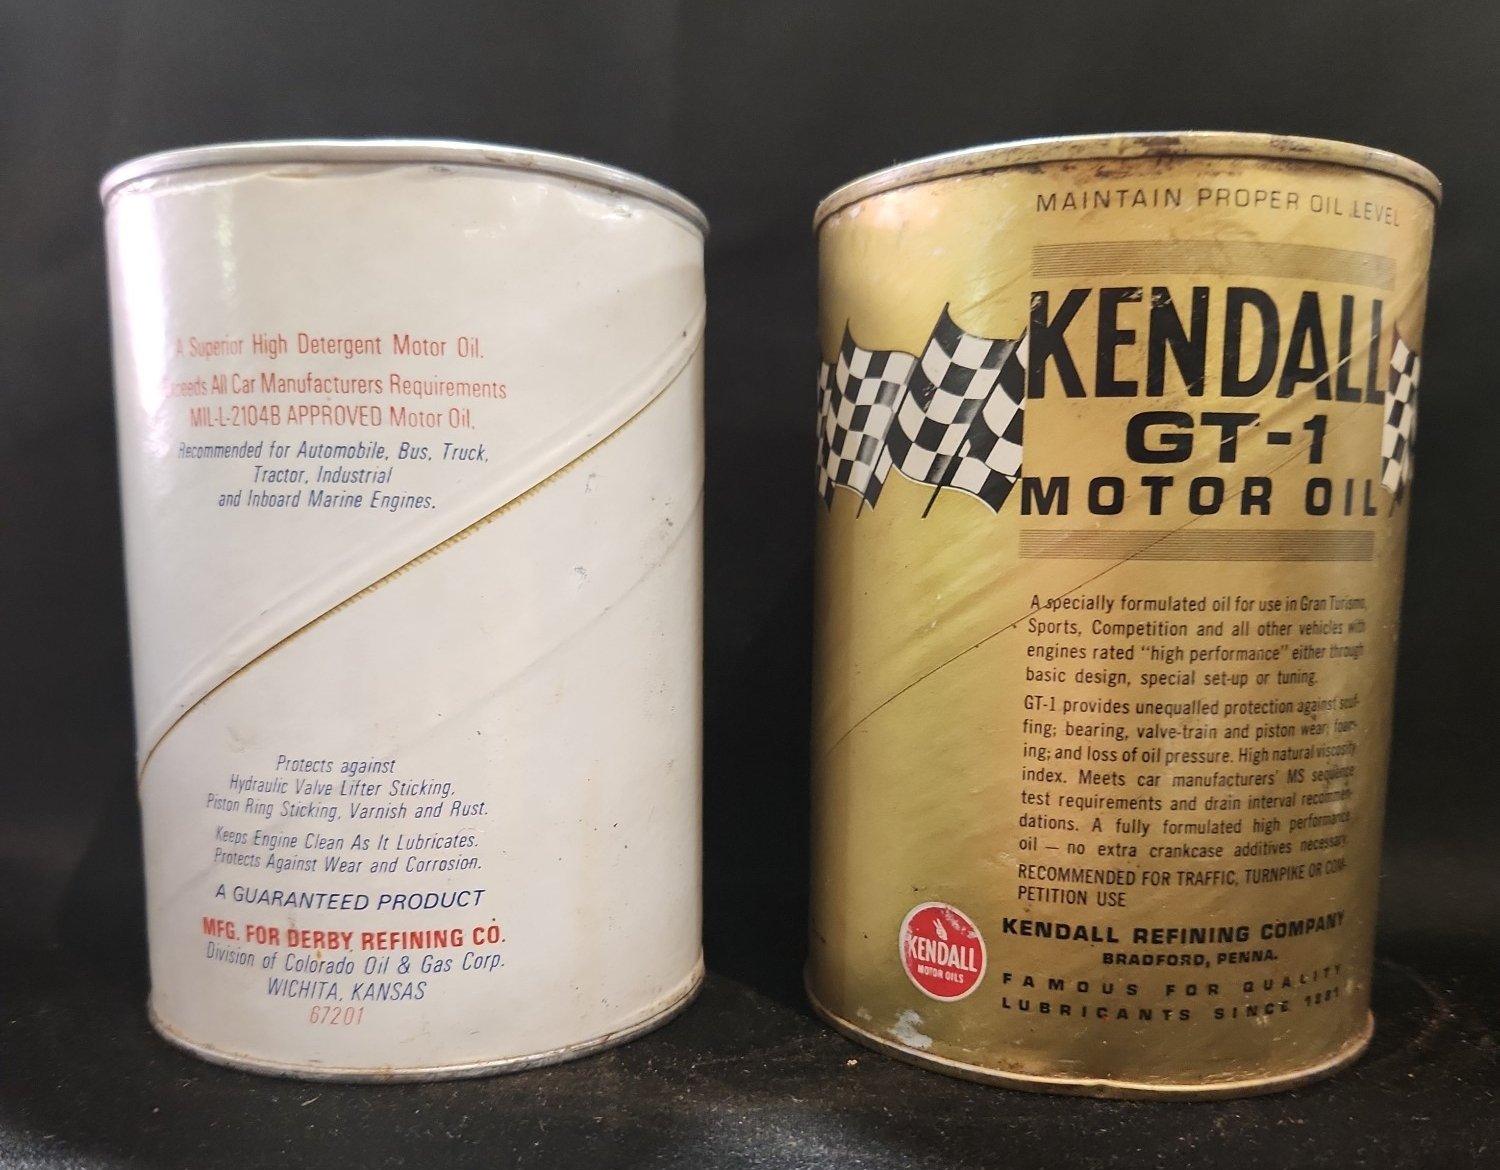 A Superior High Detergent Motor Oil.
Exceeds All Car Manufacturers Requirements
MIL-L-2104B APPROVED Motor Oil.
Recommended for Automobile, Bus, Truck,
Tractor, Industrial
and Inboard Marine Engines.
Protects against
Hydraulic Valve Lifter Sticking,
Piston Ring Sticking, Varnish and Rust.
Keeps Engine Clean As It Lubricates.
Protects Against Wear and Corrosion.
A GUARANTEED PRODUCT
MFG. FOR DERBY REFINING CO.
Division of Colorado Oil & Gas Corp.
WICHITA, KANSAS
67201
MAINTAIN PROPER OIL LEVEL
KENDALL
GT-1
MOTOR OIL
A specially formulated oil for use in Gran Turismo,
Sports, Competition and all other vehicles with
engines rated "high performance" either through
basic design, special set-up or tuning.
GT-1 provides unequalled protection against scuf-
fing; bearing, valve-train and piston wear; foam-
ing; and loss of oil pressure. High natural viscosity
index. Meets car manufacturers' MS sequence
test requirements and drain interval recommen-
dations. A fully formulated high performance
oil — no extra crankcase additives necessary.
RECOMMENDED FOR TRAFFIC, TURNPIKE OR COM-
PETITION USE
KENDALL REFINING COMPANY
BRADFORD, PENNA.
FAMOUS FOR QUALITY
LUBRICANTS SINCE 1881
KENDALL
MOTOR OILS